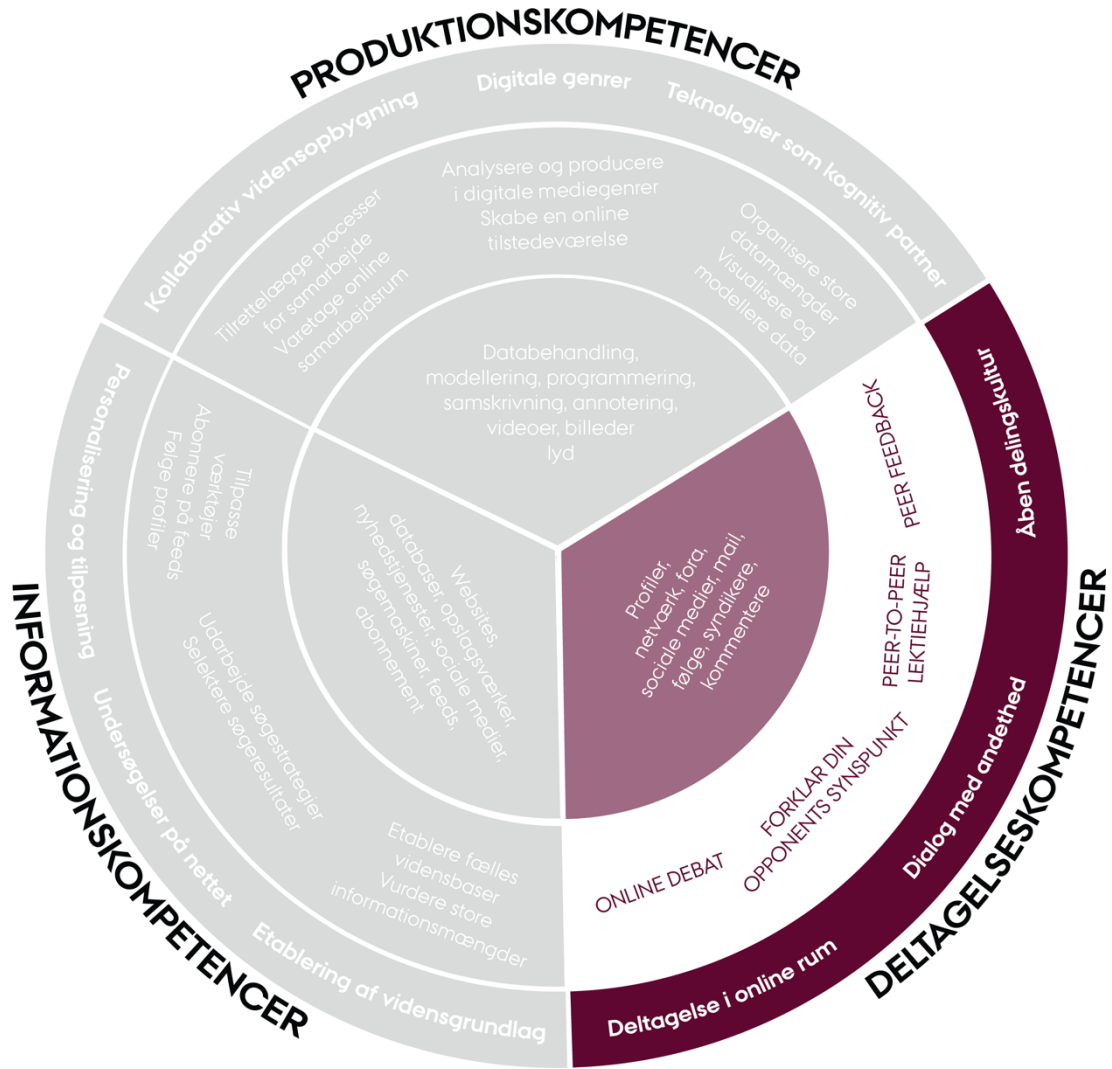 PRODUKTIONSKOMPETENCER
Kollaborativ vidensopbygning
Digitale genrer
Teknologier som kognitiv partner
Tilrettelægge processer
for samarbejde
Varetage online
samarbejdsrum
Analysere og producere
i digitale mediegenrer
Skabe en online
tilstedeværelse
Organisere store
datamængder
Visualisere og
modellere data
Databehandling,
modellering, programmering,
samskrivning, annotering,
videoer, billeder
lyd
DELTAGELSESKOMPETENCER
Åben delingskultur
Dialog med andethed
Deltagelse i online rum
PEER FEEDBACK
PEER-TO-PEER
LEKTIEHJÆLP
FORKLAR DIN
OPPONENTS SYNSPUNKT
ONLINE DEBAT
Profiler,
netværk, fora,
sociale medier, mail,
følge, syndikere,
kommentere
INFORMATIONSKOMPETENCER
Personalisering og tilpasning
Undersøgelser på nettet
Etablering af vidensgrundlag
Tilpasse
værktøjer
Abonnere på feeds
Følge profiler
Udarbejde søgestrategier
Selektere søgeresultater
Etablere fælles
vidensbaser
Vurdere store
informationsmængder
Websites,
databaser, opslagsværker,
nyhedstjenester, sociale medier,
søgemaskiner, feeds,
abonnement